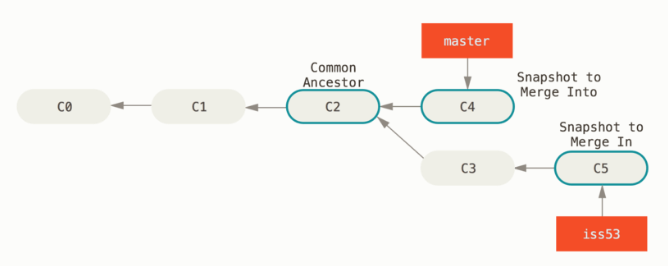 master
Common
Ancestor
Snapshot to
Merge Into
C0
C1
C2
C4
Snapshot to
Merge In
C3
C5
iss53